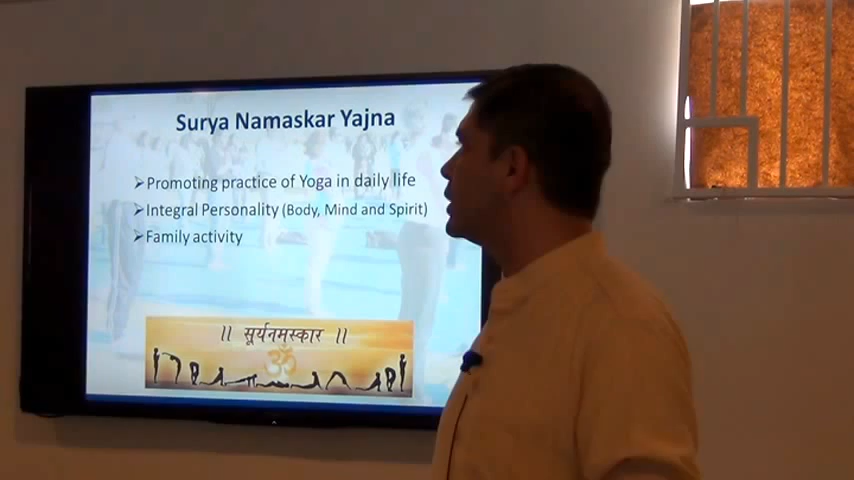 Surya Namaskar Yajna
➢Promoting practice of Yoga in daily life
➢Integral Personality (Body, Mind and Spirit)
➢Family activity
॥ सूर्यनमस्कार ॥
ॐ